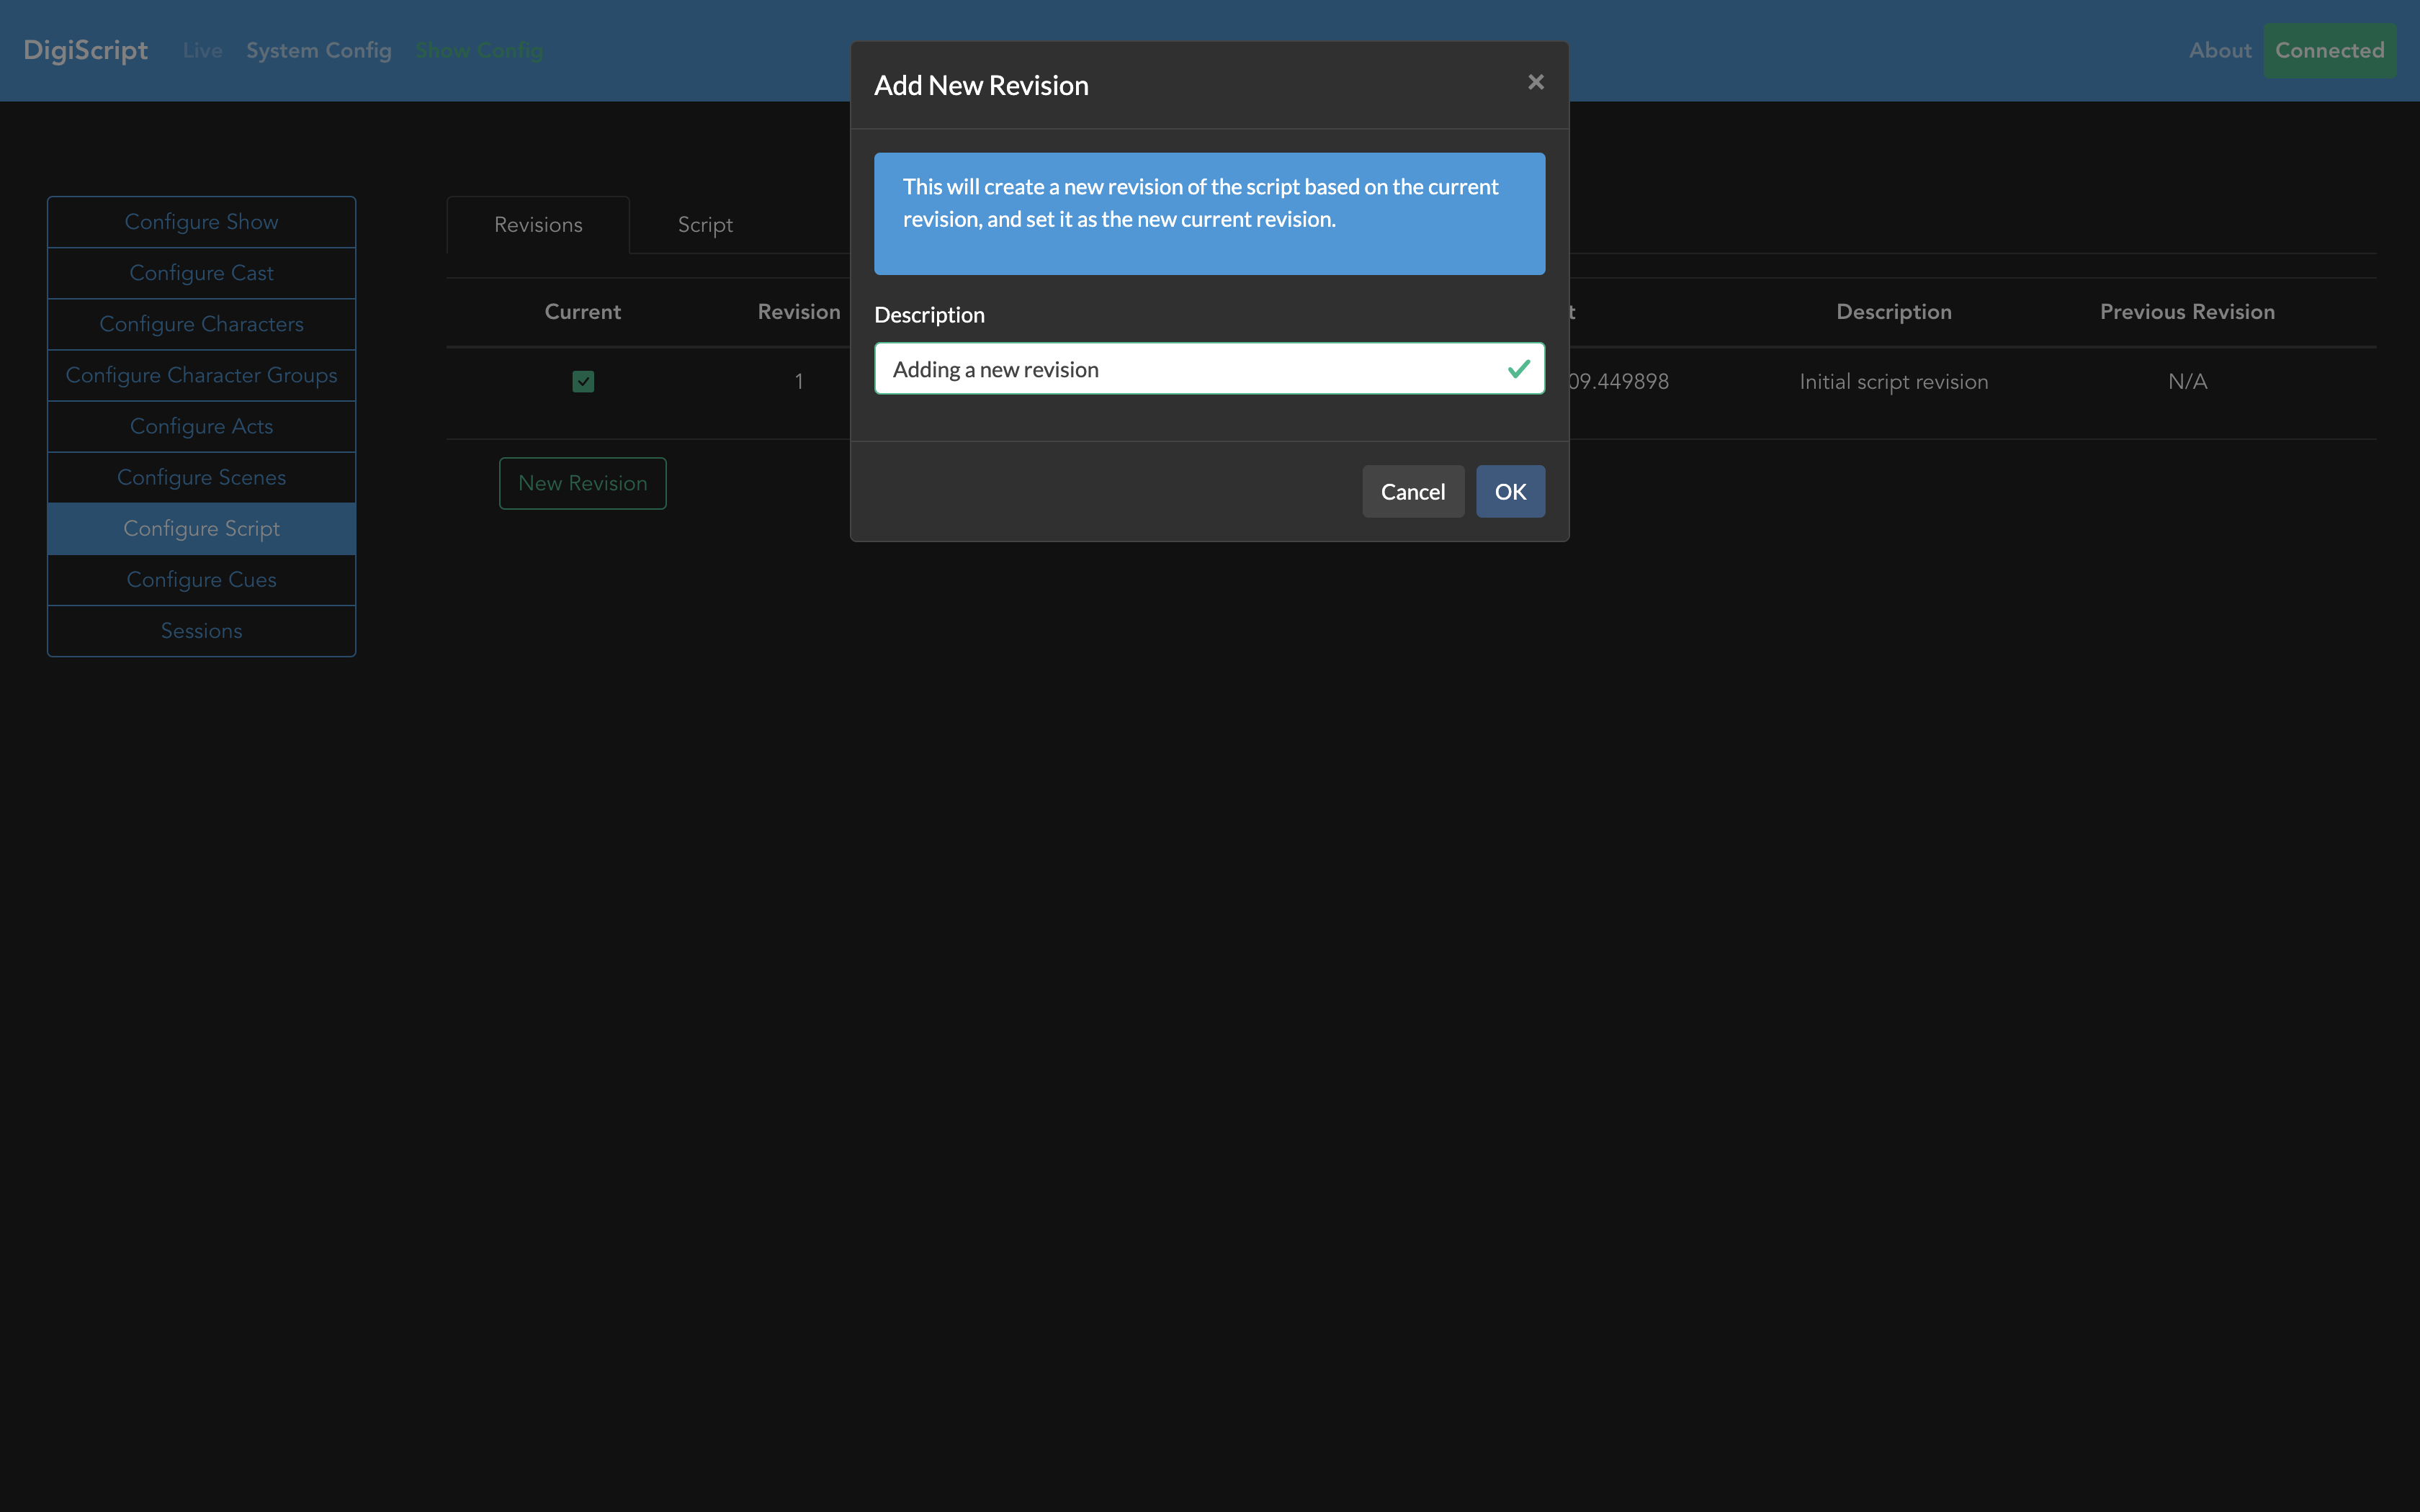 DigiScript Live System Config Show Config About Connected
Add New Revision
This will create a new revision of the script based on the current
revision, and set it as the new current revision.
Description
Adding a new revision
Cancel OK
Configure Show
Configure Cast
Configure Characters
Configure Character Groups
Configure Acts
Configure Scenes
Configure Script
Configure Cues
Sessions
Revisions Script
Current Revision Description Previous Revision
1 09.449898 Initial script revision N/A
New Revision